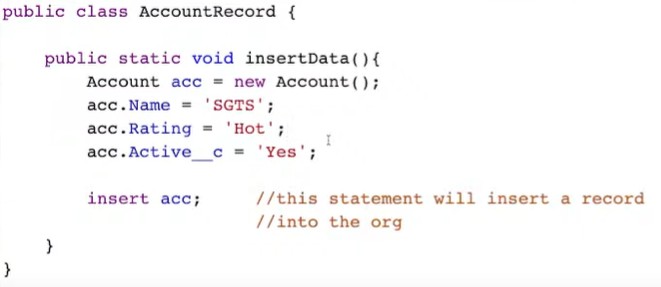 public class AccountRecord {
public static void insertData(){
Account acc = new Account();
acc.Name = 'SGTS';
acc.Rating = 'Hot';
acc.Active__c = 'Yes';
insert acc; //this statement will insert a record
//into the org
}
}